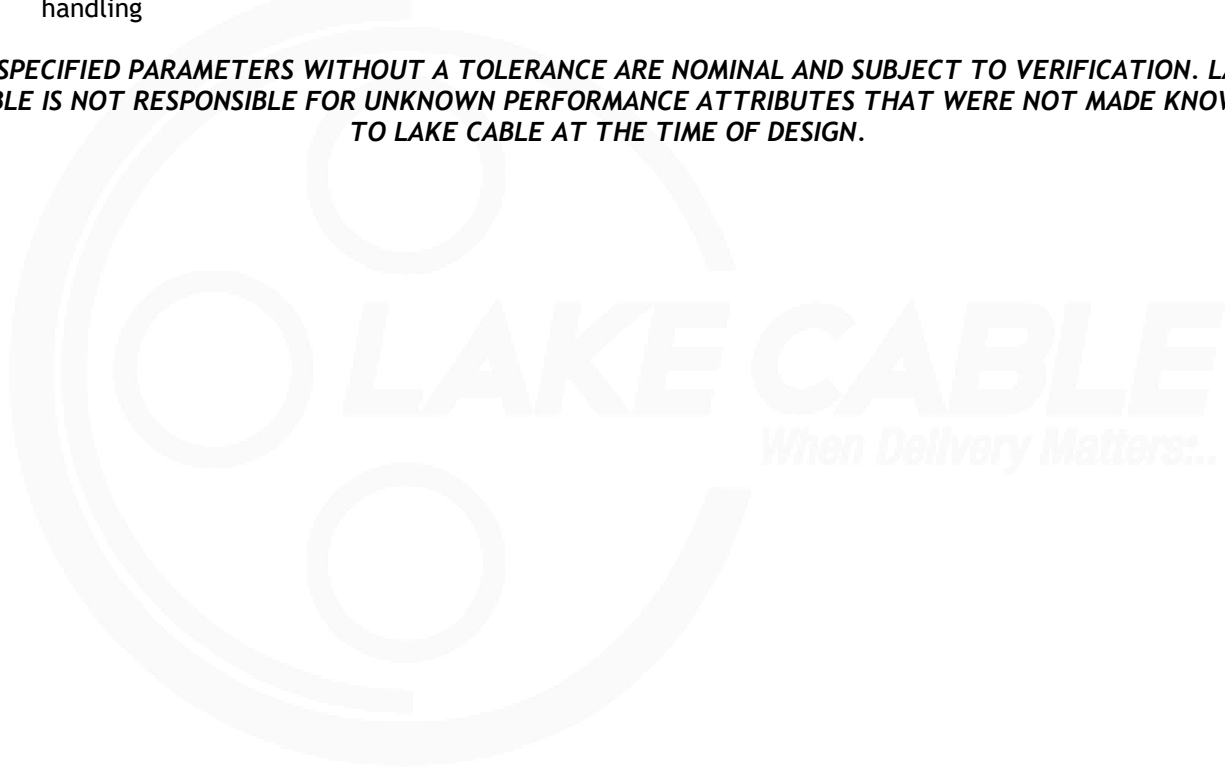 handling
SPECIFIED PARAMETERS WITHOUT A TOLERANCE ARE NOMINAL AND SUBJECT TO VERIFICATION. LA
BLE IS NOT RESPONSIBLE FOR UNKNOWN PERFORMANCE ATTRIBUTES THAT WERE NOT MADE KNOW
TO LAKE CABLE AT THE TIME OF DESIGN.
LAKE CABLE
When Delivery Matters...